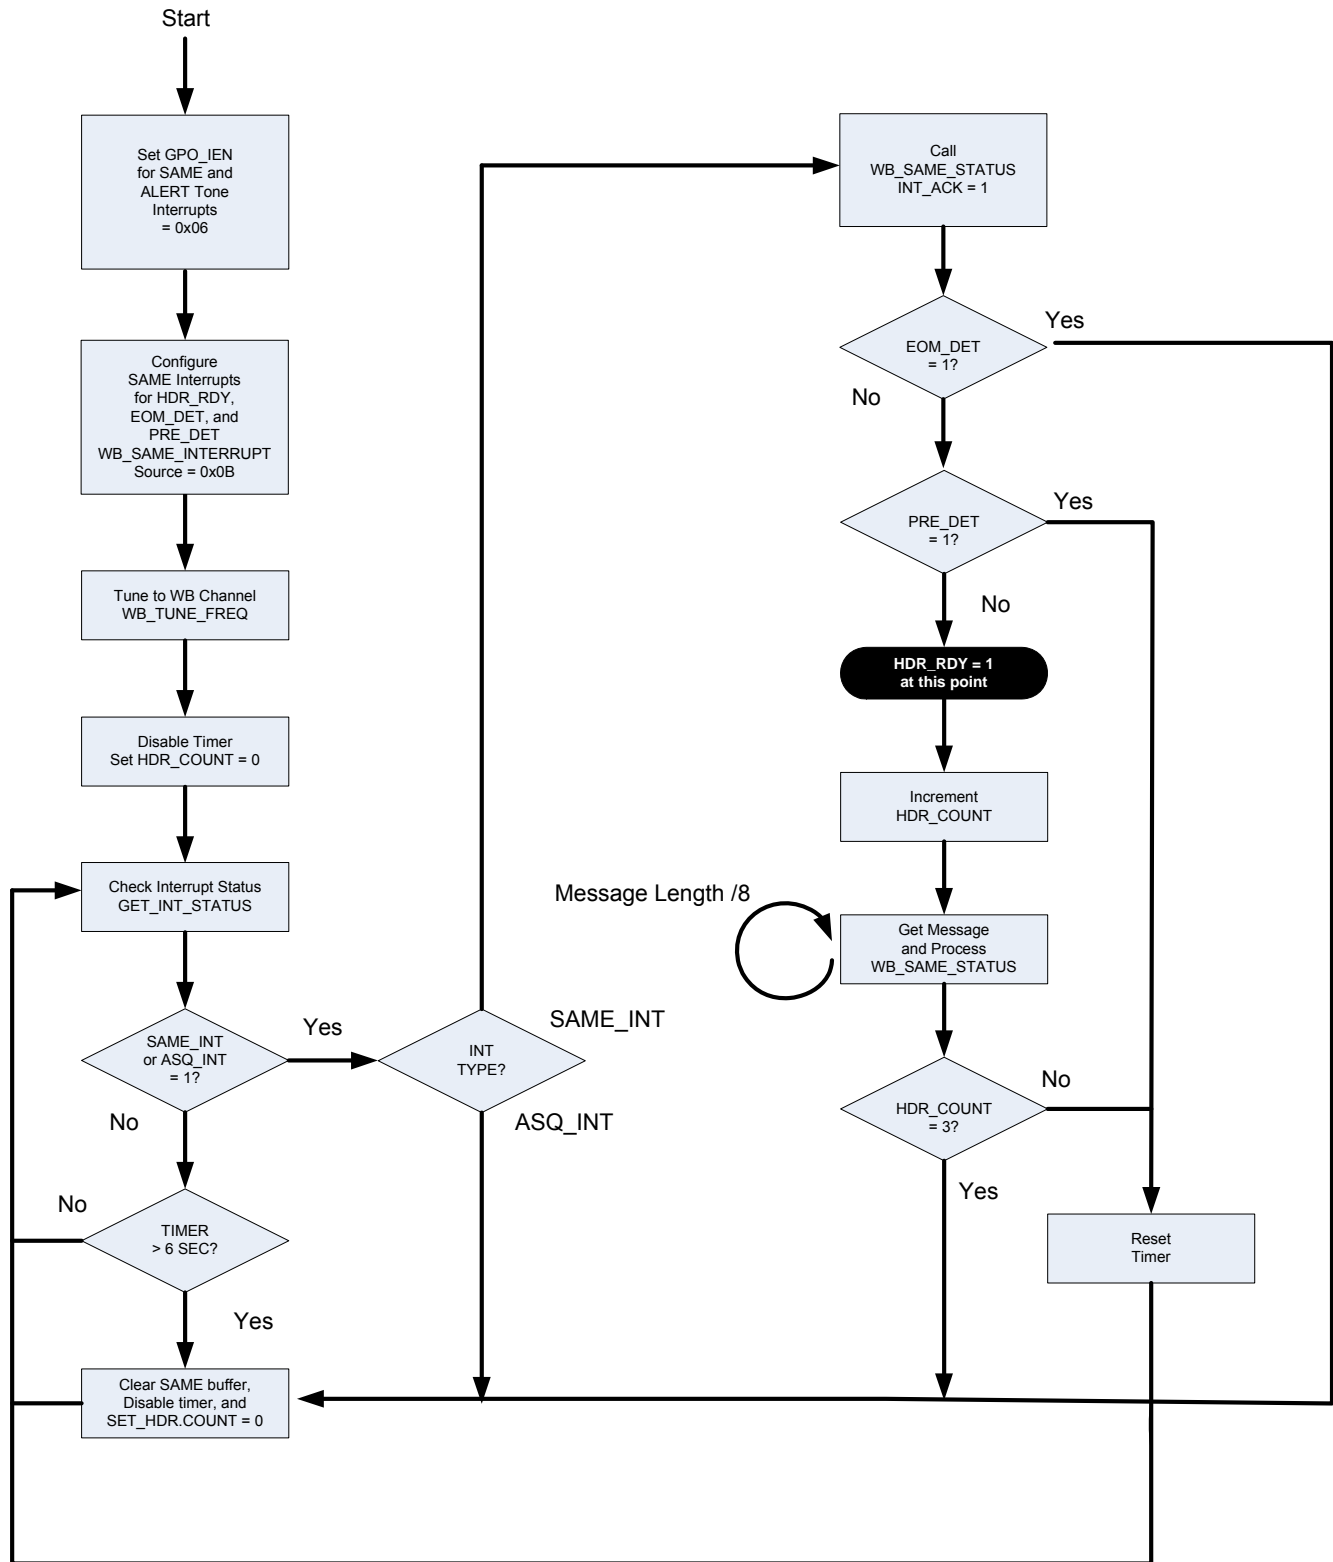 Start
Set GPO_IEN
for SAME and
ALERT Tone
Interrupts
= 0x06
Configure
SAME Interrupts
for HDR_RDY,
EOM_DET, and
PRE_DET
WB_SAME_INTERRUPT
Source = 0x0B
Tune to WB Channel
WB_TUNE_FREQ
Disable Timer
Set HDR_COUNT = 0
Check Interrupt Status
GET_INT_STATUS
SAME_INT
or ASQ_INT
= 1?
Yes
No
TIMER
> 6 SEC?
No
Yes
Clear SAME buffer,
Disable timer, and
SET_HDR.COUNT = 0
INT
TYPE?
SAME_INT
ASQ_INT
Call
WB_SAME_STATUS
INT_ACK = 1
EOM_DET
= 1?
Yes
No
PRE_DET
= 1?
Yes
No
HDR_RDY = 1
at this point
Increment
HDR_COUNT
Message Length /8
Get Message
and Process
WB_SAME_STATUS
HDR_COUNT
= 3?
No
Yes
Reset
Timer